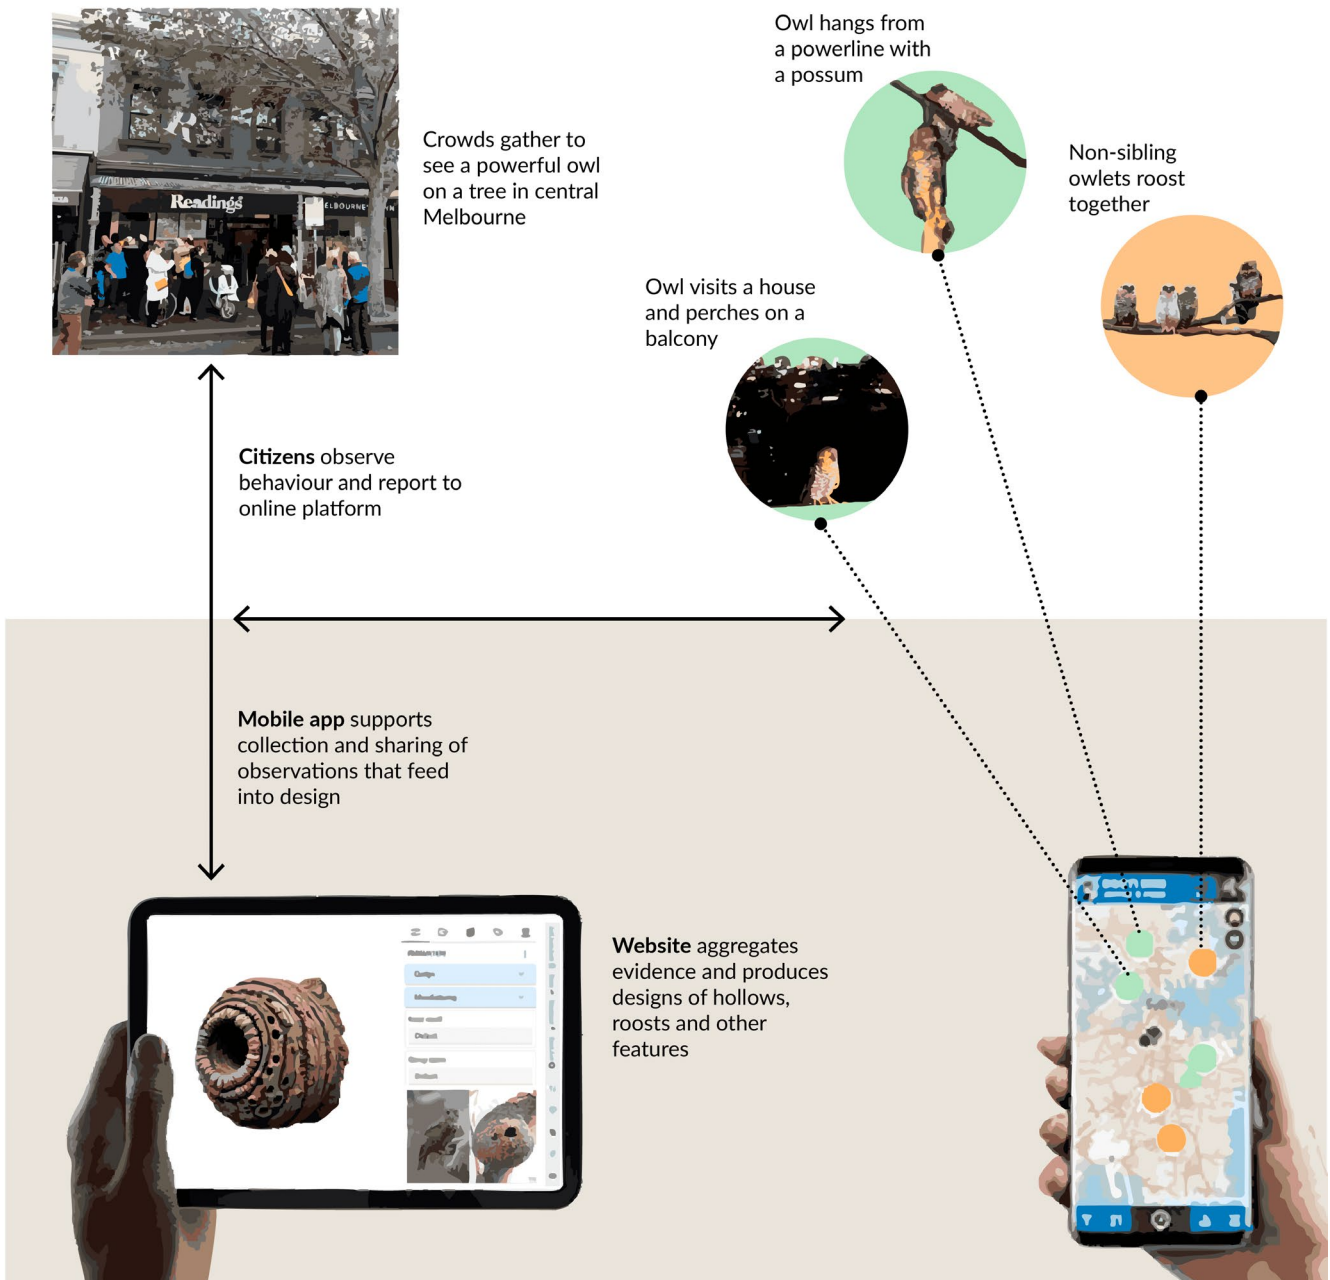 Owl hangs from
a powerline with
a possum
Crowds gather to
see a powerful owl
on a tree in central
Melbourne
Non-sibling
owlets roost
together
Readings
Owl visits a house
and perches on a
balcony
Citizens observe
behaviour and report to
online platform
Mobile app supports
collection and sharing of
observations that feed
into design
Website aggregates
evidence and produces
designs of hollows,
roosts and other
features
Design
Manufacturing
Default